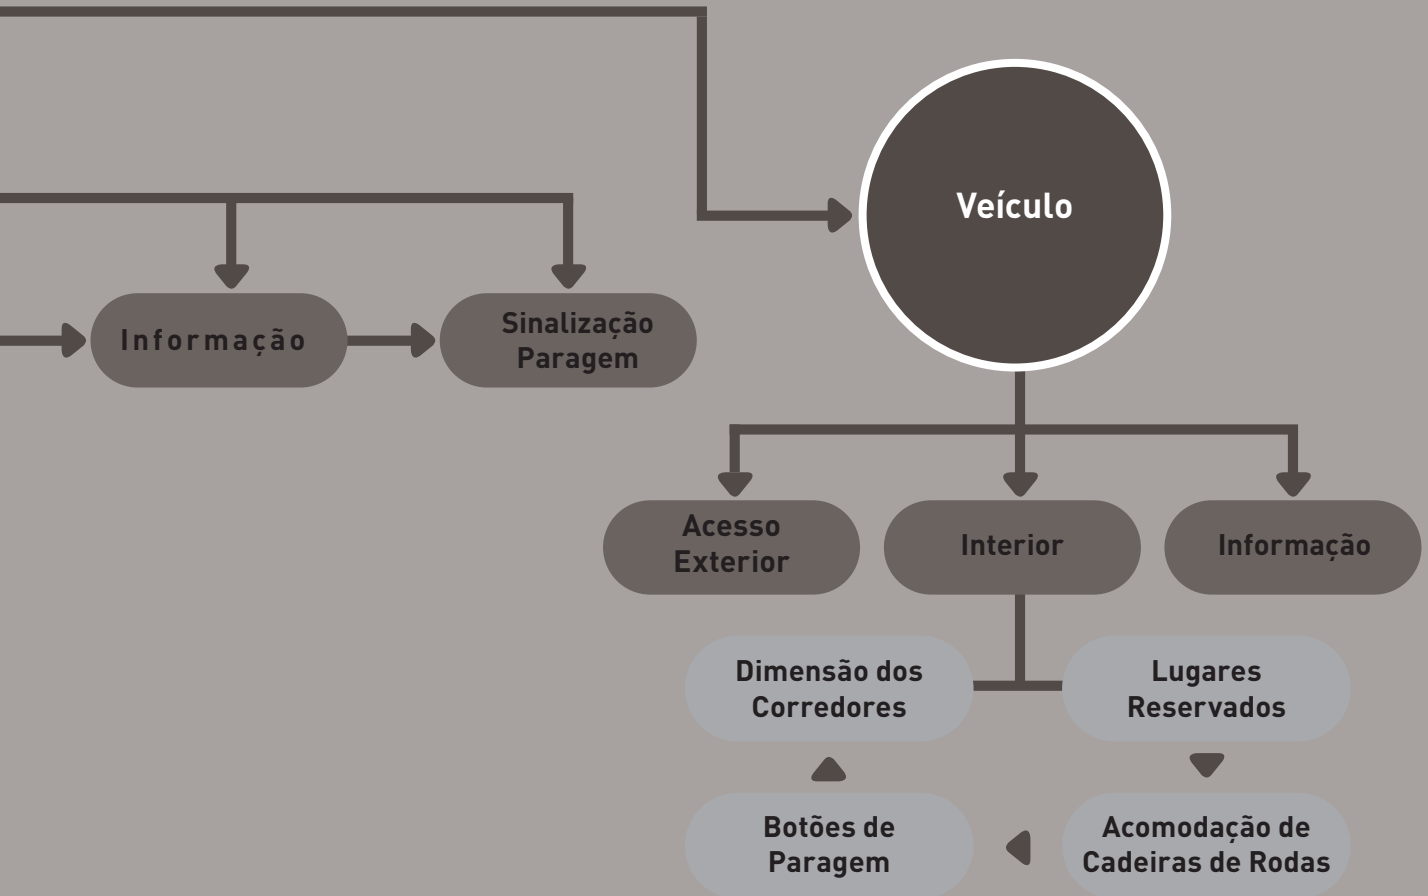 Veículo
Informação
Sinalização
Paragem
Acesso
Exterior
Interior
Informação
Dimensão dos
Corredores
Lugares
Reservados
Botões de
Paragem
Acomodação de
Cadeiras de Rodas